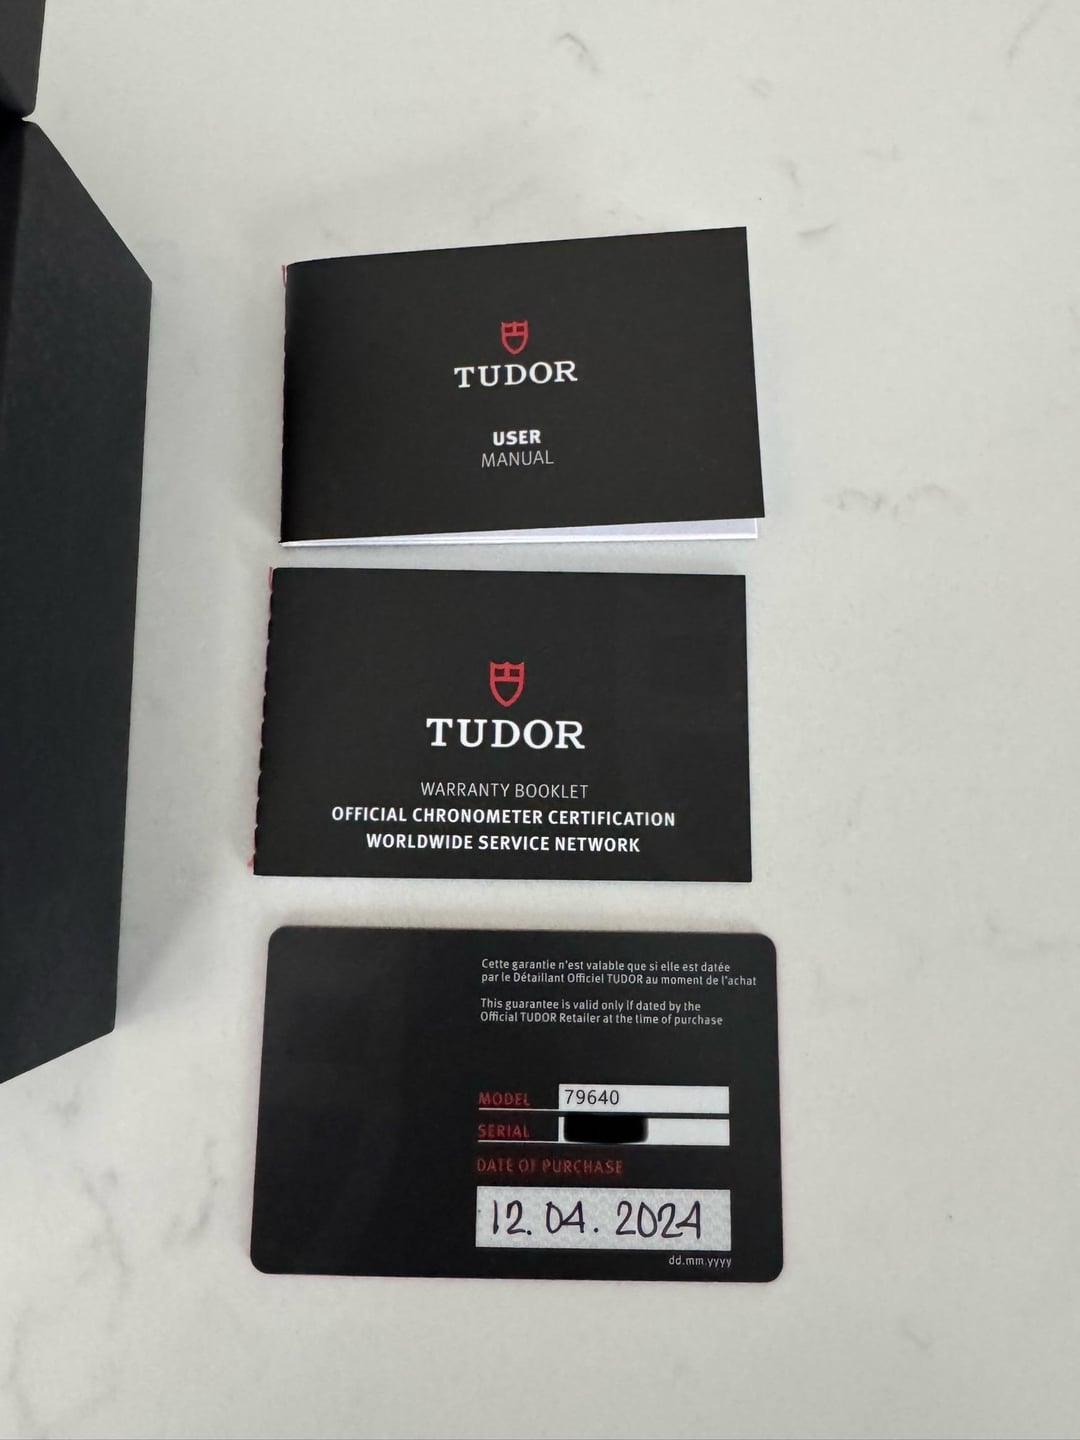 TUDOR
USER
MANUAL
TUDOR
WARRANTY BOOKLET
OFFICIAL CHRONOMETER CERTIFICATION
WORLDWIDE SERVICE NETWORK
Cette garantie n'est valable que si elle est datée
par le Détaillant Officiel TUDOR au moment de l'achat
This guarantee is valid only if dated by the
Official TUDOR Retailer at the time of purchase
MODEL 79640
SERIAL
DATE OF PURCHASE
12.04.2024
dd.mm.yyyy